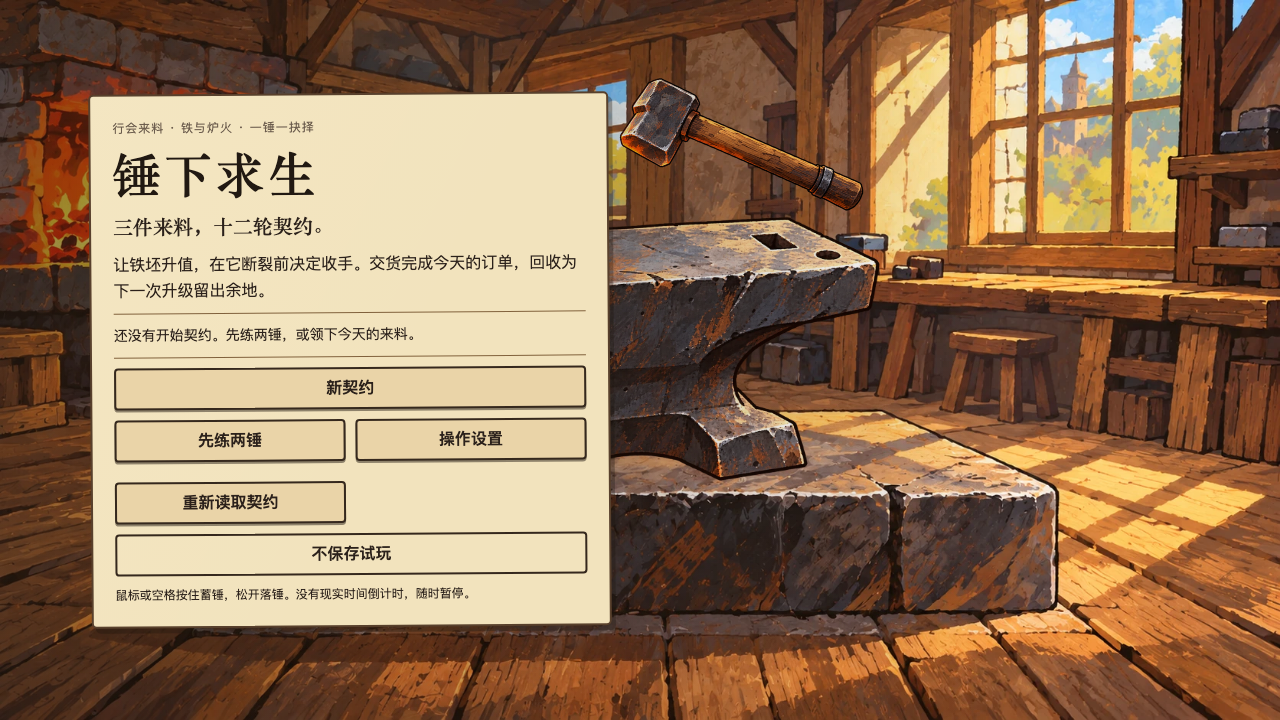 行会来料 · 铁与炉火 · 一锤一抉择
锤下求生
三件来料，十二轮契约。
让铁坯升值，在它断裂前决定收手。交货完成今天的订单，回收为
下一次升级留出余地。
还没有开始契约。先练两锤，或领下今天的来料。
新契约
先练两锤
操作设置
重新读取契约
不保存试玩
鼠标或空格按住蓄锤，松开落锤。没有现实时间倒计时，随时暂停。